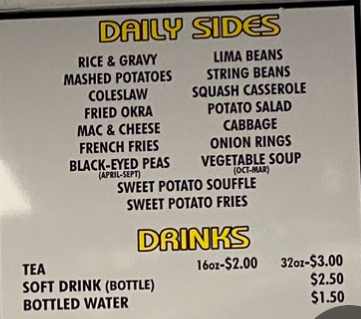 DAILY SIDES
RICE & GRAVY
MASHED POTATOES
COLESLAW
FRIED OKRA
MAC & CHEESE
FRENCH FRIES
BLACK-EYED PEAS
(APRIL-SEPT)
LIMA BEANS
STRING BEANS
SQUASH CASSEROLE
POTATO SALAD
CABBAGE
ONION RINGS
VEGETABLE SOUP
(OCT-MAR)
SWEET POTATO SOUFFLE
SWEET POTATO FRIES
DRINKS
TEA 16oz-$2.00 32oz-$3.00
SOFT DRINK (BOTTLE) $2.50
BOTTLED WATER $1.50